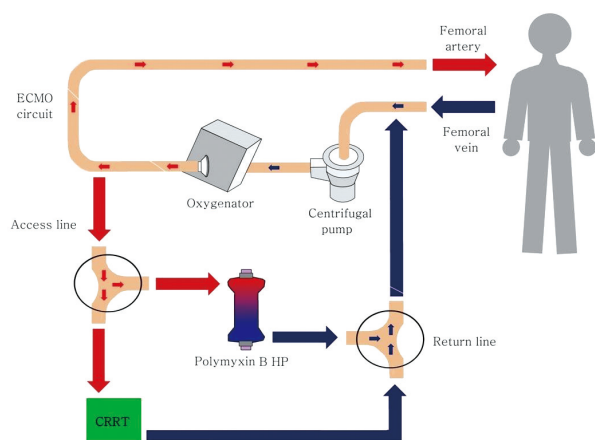 Femoral
artery
ECMO
circuit
Femoral
vein
Oxygenator
Centrifugal
pump
Access line
Return line
Polymyxin B HP
CRRT